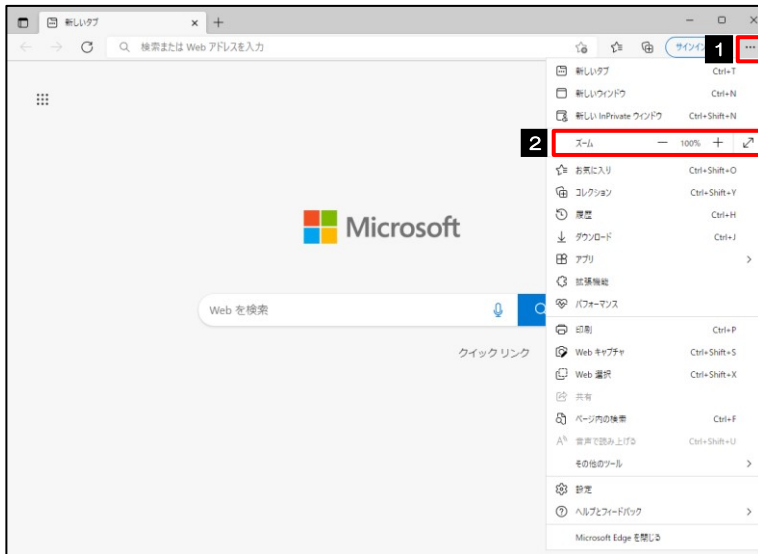 新しいタブ
検索または Web アドレスを入力
サインイン
1
新しいタブ Ctrl+T
新しいウィンドウ Ctrl+N
新しい InPrivate ウィンドウ Ctrl+Shift+N
2
ズーム 100%
お気に入り Ctrl+Shift+O
コレクション Ctrl+Shift+Y
履歴 Ctrl+H
ダウンロード Ctrl+J
アプリ
拡張機能
パフォーマンス
印刷 Ctrl+P
Web キャプチャ Ctrl+Shift+S
Web 選択 Ctrl+Shift+X
共有
ページ内の検索 Ctrl+F
音声で読み上げる Ctrl+Shift+U
その他のツール
設定
ヘルプとフィードバック
Microsoft Edge を閉じる
Microsoft
Web を検索
クイック リンク